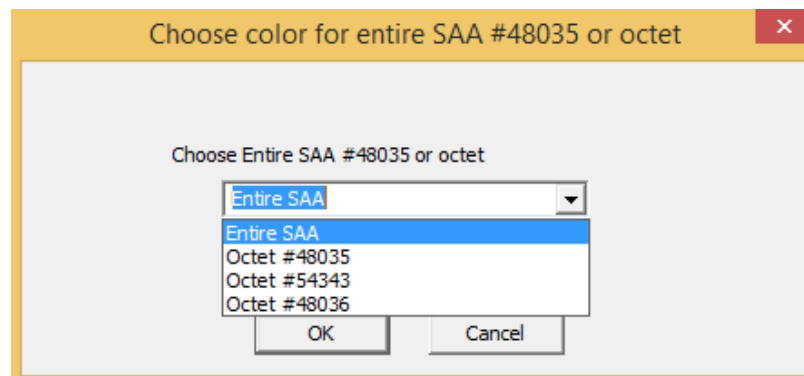 Choose color for entire SAA #48035 or octet
Choose Entire SAA #48035 or octet
Entire SAA
Entire SAA
Octet #48035
Octet #54343
Octet #48036
OK Cancel